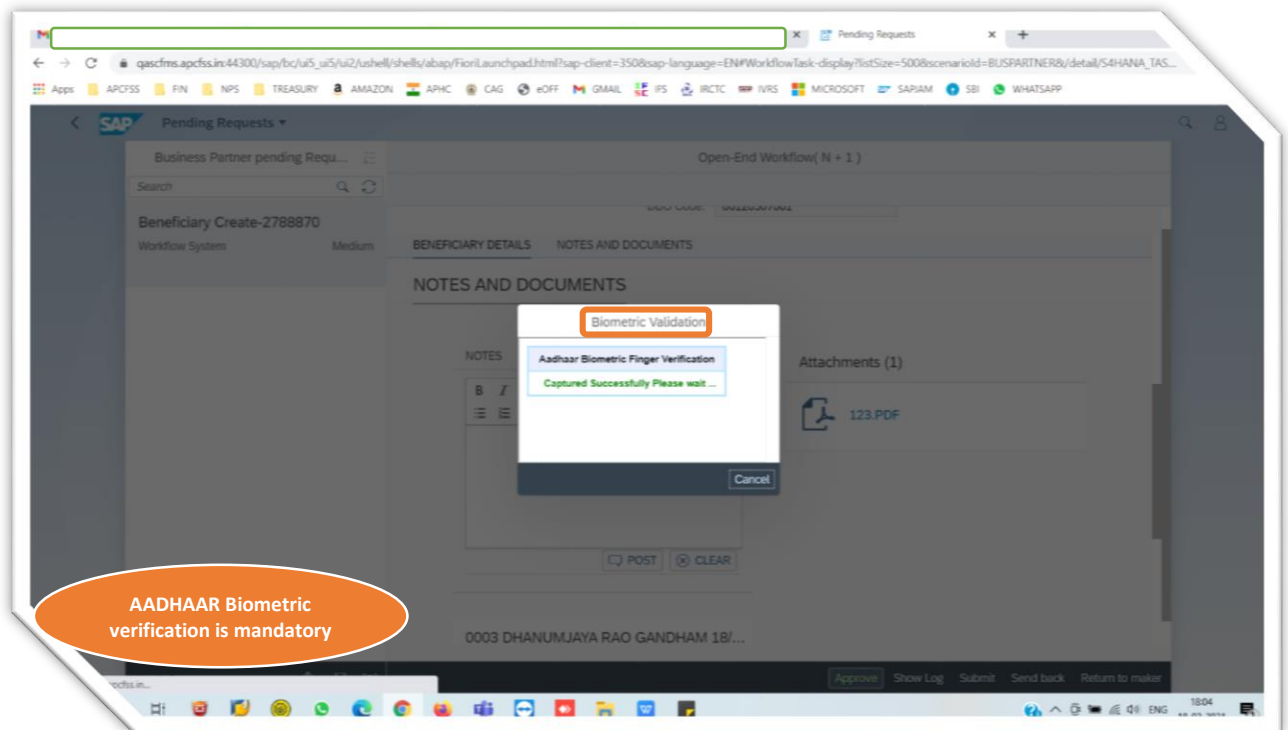 Pending Requests
qascfms.apcfss.in:44300/sap/bc/ui5_ui5/ui2/ushell/shells/abap/FioriLaunchpad.html?sap-client=350&sap-language=EN#WorkflowTask-display?listSize=500&scenarioId=BUSPARTNER&/detail/S4HANA_TAS...
Apps APCFSS FIN NPS TREASURY AMAZON APHC CAG eOFF GMAIL IFS IRCTC IVRS MICROSOFT SAPJAM SBI WHATSAPP
SAP Pending Requests
Business Partner pending Requ... Open-End Workflow( N + 1 )
Search
DDO Code: 00120307001
Beneficiary Create-2788870
Workflow System Medium
BENEFICIARY DETAILS NOTES AND DOCUMENTS
NOTES AND DOCUMENTS
Biometric Validation
NOTES
Aadhaar Biometric Finger Verification
Attachments (1)
Captured Successfully Please wait ...
B I
123.PDF
Cancel
POST CLEAR
AADHAAR Biometric
verification is mandatory
0003 DHANUMJAYA RAO GANDHAM 18/...
Approve Show Log Submit Send back Return to maker
ENG 18:04